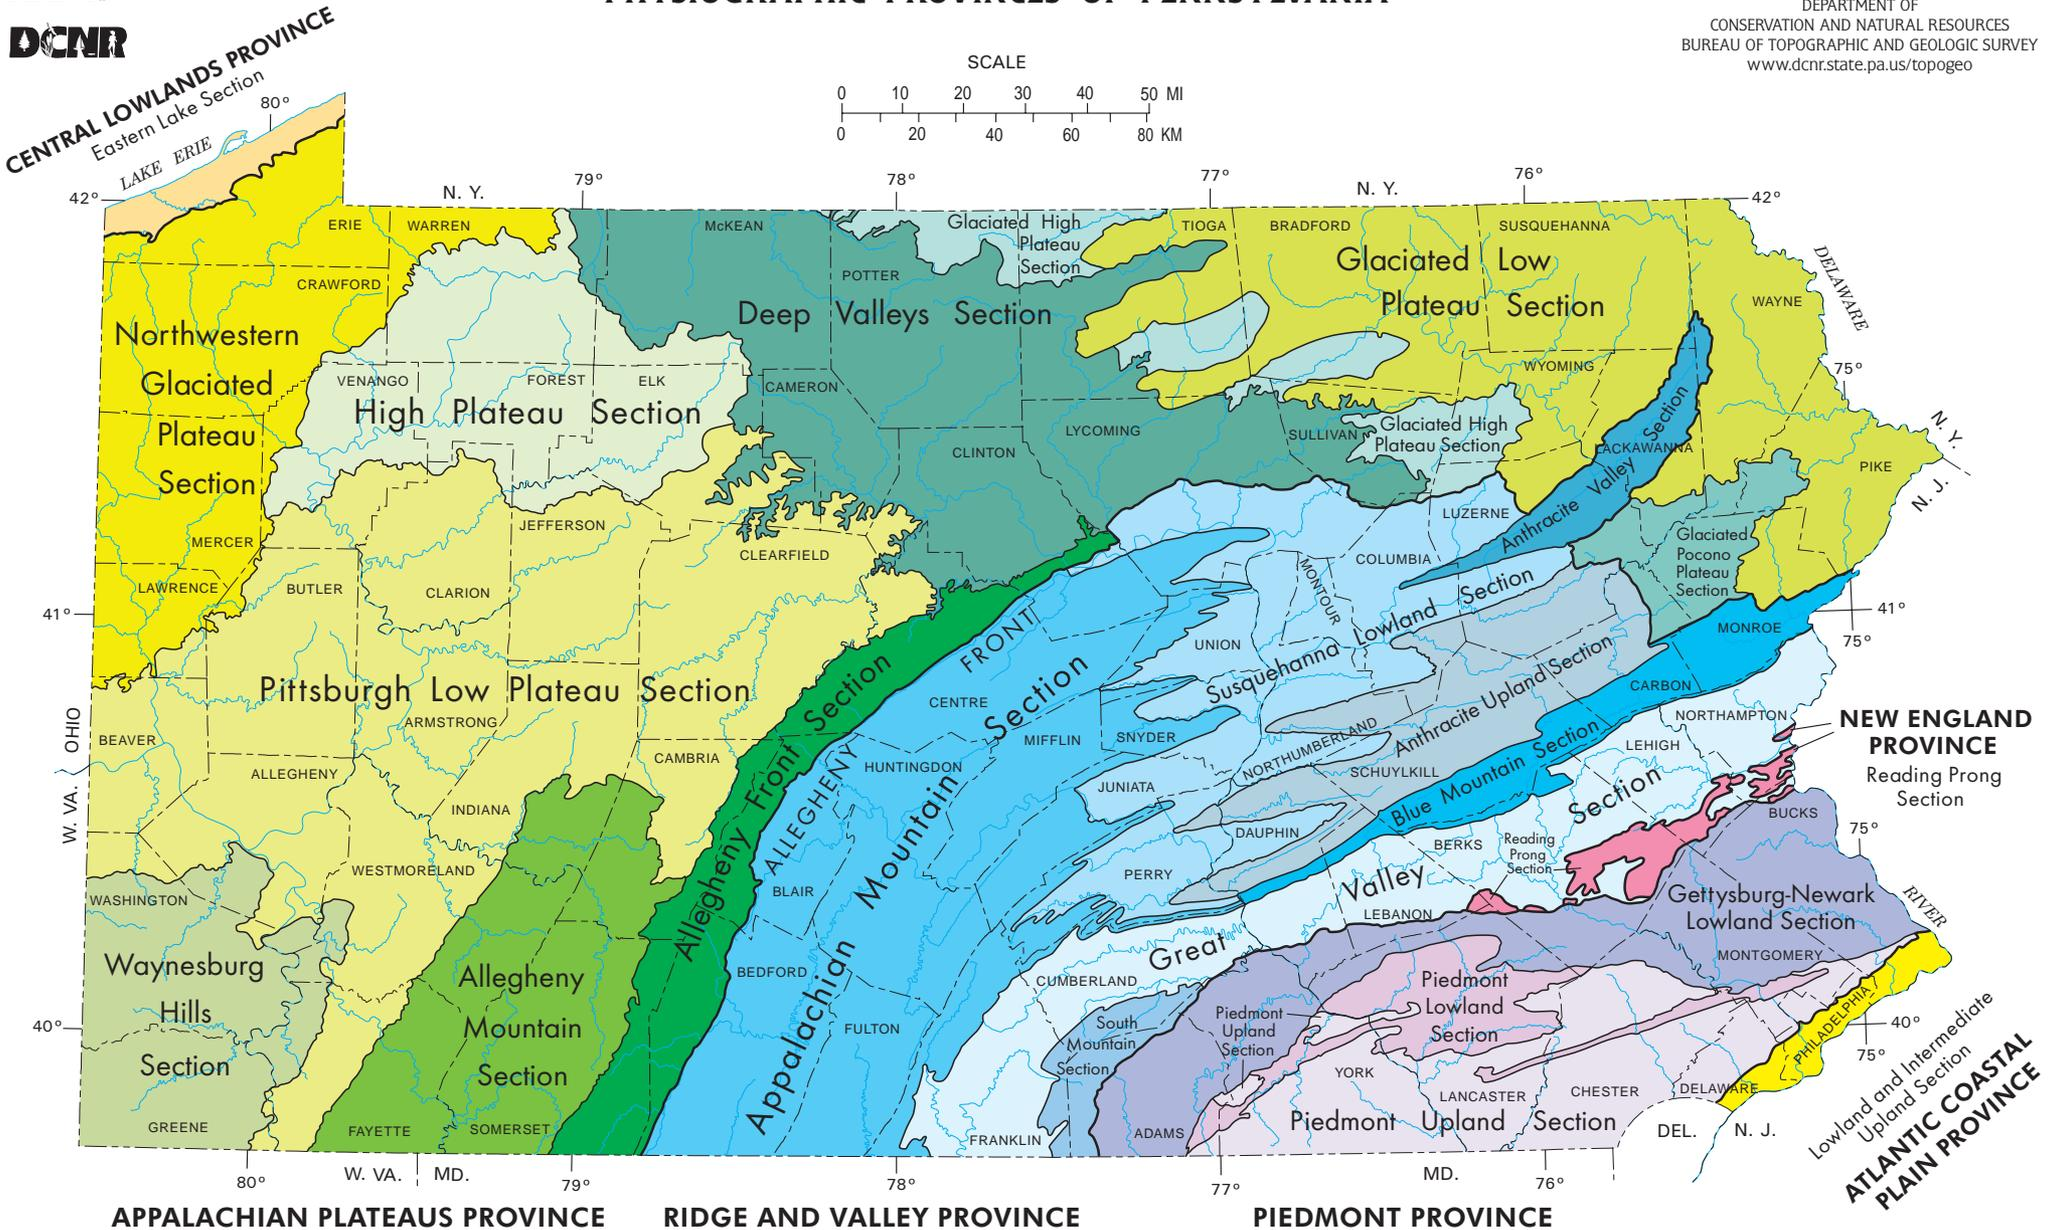 PHYSIOGRAPHIC PROVINCES OF PENNSYLVANIA
DCNR
DEPARTMENT OF
CONSERVATION AND NATURAL RESOURCES
BUREAU OF TOPOGRAPHIC AND GEOLOGIC SURVEY
www.dcnr.state.pa.us/topogeo
SCALE
0 10 20 30 40 50 MI
0 20 40 60 80 KM
CENTRAL LOWLANDS PROVINCE
Eastern Lake Section
LAKE ERIE
80°
42°
N. Y.
79°
78°
77°
N. Y.
76°
42°
ERIE
WARREN
McKEAN
POTTER
Glaciated High
Plateau
Section
TIOGA
BRADFORD
SUSQUEHANNA
WAYNE
DELAWARE
CRAWFORD
Northwestern
Glaciated
Plateau
Section
Deep Valleys Section
Glaciated Low
Plateau Section
WYOMING
75°
VENANGO
FOREST
ELK
CAMERON
High Plateau Section
LYCOMING
SULLIVAN
CLINTON
Glaciated High
Plateau Section
LACKAWANNA
Anthracite Valley Section
PIKE
N. Y.
N. J.
MERCER
JEFFERSON
CLEARFIELD
LUZERNE
Glaciated
Pocono
Plateau
Section
LAWRENCE
BUTLER
CLARION
COLUMBIA
MONTOUR
41°
41°
75°
MONROE
UNION
Susquehanna Lowland Section
Anthracite Upland Section
CARBON
Pittsburgh Low Plateau Section
ARMSTRONG
Allegheny Front Section
ALLEGHENY FRONT
CENTRE
Appalachian Mountain Section
MIFFLIN
SNYDER
NORTHUMBERLAND
SCHUYLKILL
Blue Mountain Section
LEHIGH
NORTHAMPTON
NEW ENGLAND
PROVINCE
Reading Prong
Section
OHIO
W. VA.
BEAVER
ALLEGHENY
INDIANA
CAMBRIA
HUNTINGDON
JUNIATA
DAUPHIN
BUCKS
75°
WESTMORELAND
BLAIR
PERRY
BERKS
Reading
Prong
Section
LEBANON
Great Valley Section
Gettysburg-Newark
Lowland Section
RIVER
WASHINGTON
Waynesburg
Hills
Section
Allegheny
Mountain
Section
BEDFORD
CUMBERLAND
MONTGOMERY
Piedmont
Lowland
Section
Piedmont
Upland
Section
South
Mountain
Section
FULTON
40°
40°
75°
PHILADELPHIA
YORK
LANCASTER
CHESTER
DELAWARE
Piedmont Upland Section
GREENE
FAYETTE
SOMERSET
FRANKLIN
ADAMS
DEL.
N. J.
Lowland and Intermediate
Upland Section
ATLANTIC COASTAL
PLAIN PROVINCE
80°
W. VA.
MD.
79°
78°
77°
MD.
76°
APPALACHIAN PLATEAUS PROVINCE
RIDGE AND VALLEY PROVINCE
PIEDMONT PROVINCE